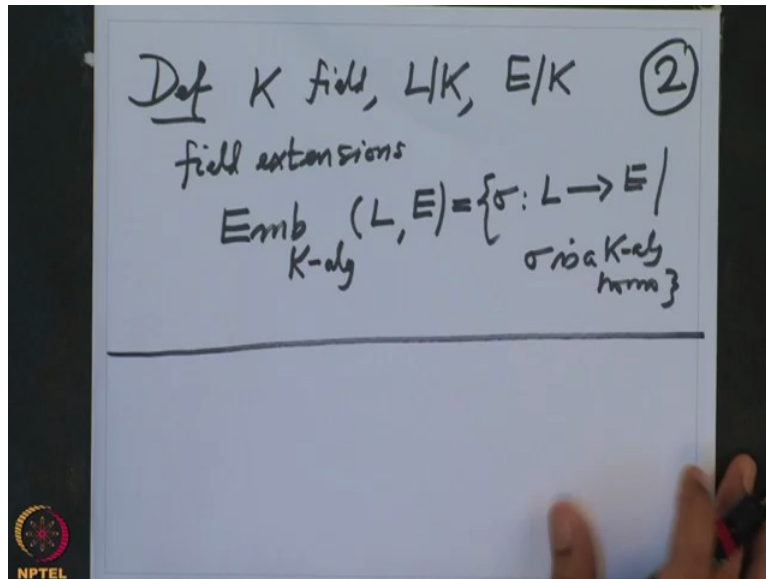 Def K field, L|K, E/K ②
field extensions
Emb (L, E) = { σ : L → E |
K-alg σ is a K-alg
homo }
NPTEL